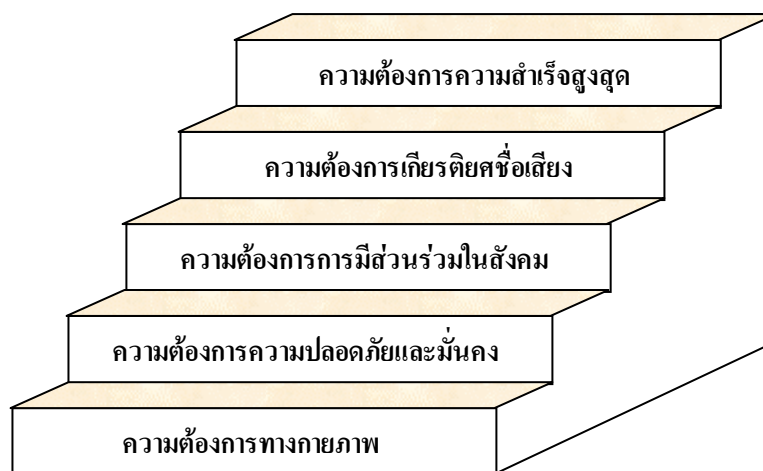 ความต้องการความสำเร็จสูงสุด
ความต้องการเกียรติยศชื่อเสียง
ความต้องการการมีส่วนร่วมในสังคม
ความต้องการความปลอดภัยและมั่นคง
ความต้องการทางกายภาพ